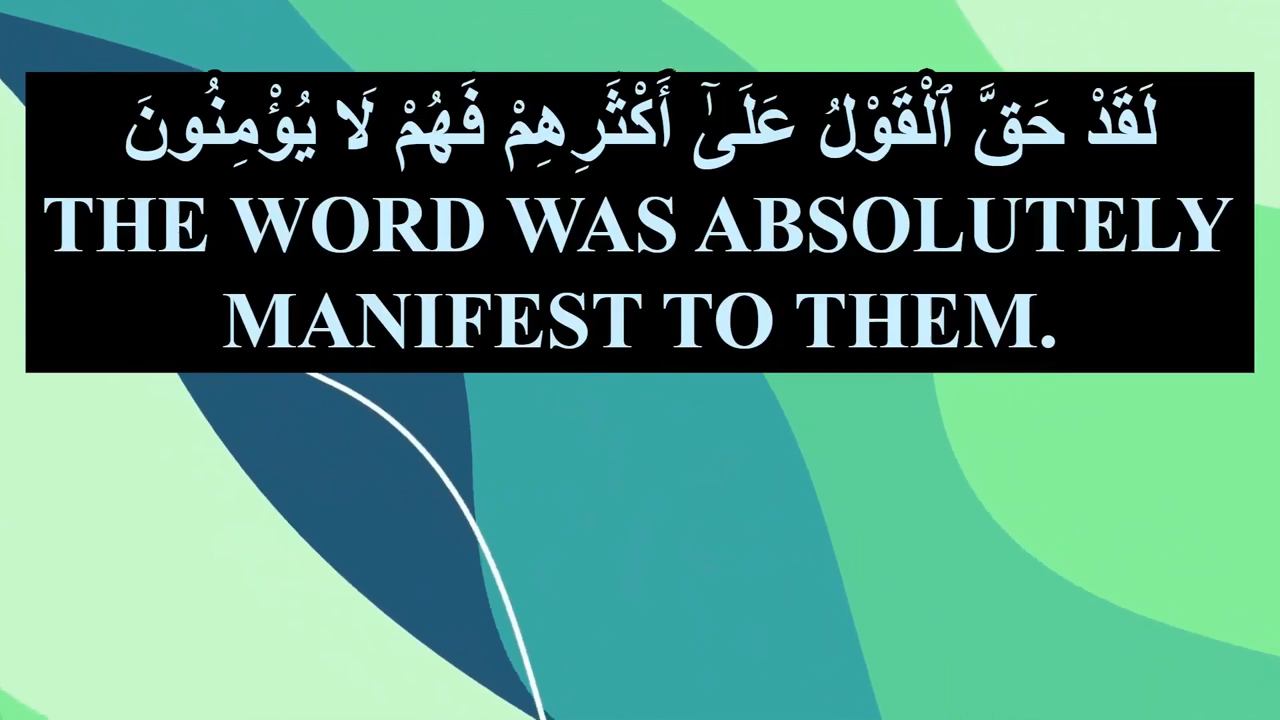 لَقَدْ حَقَّ ٱلْقَوْلُ عَلَىٰٓ أَكْثَرِهِمْ فَهُمْ لَا يُؤْمِنُونَ
THE WORD WAS ABSOLUTELY
MANIFEST TO THEM.